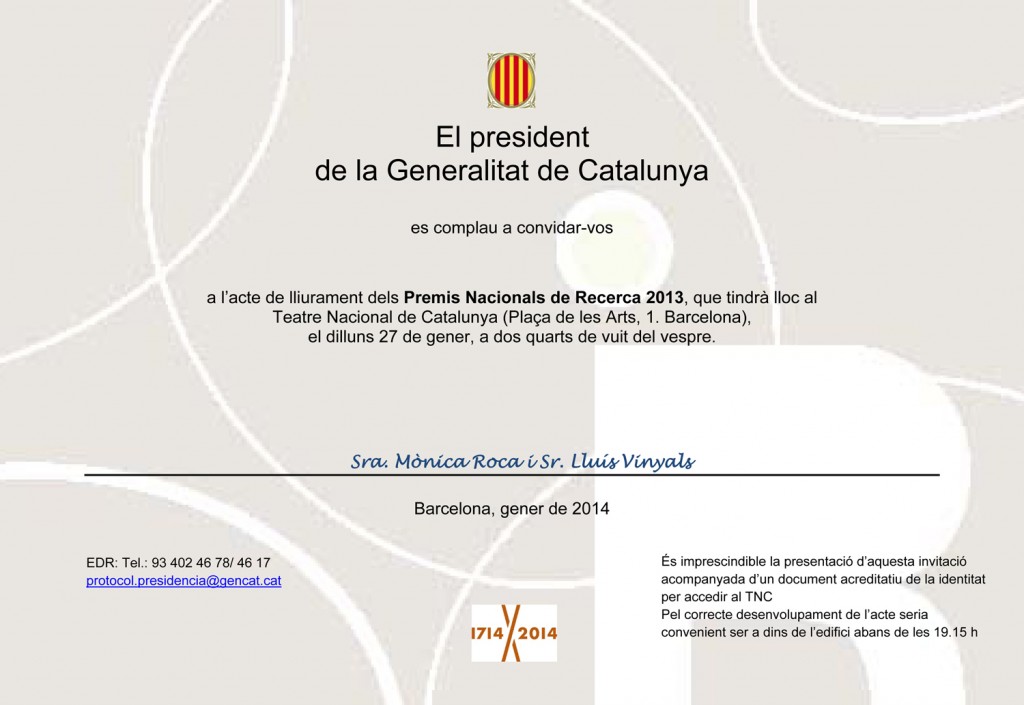 El president
de la Generalitat de Catalunya
es complau a convidar-vos
a l'acte de lliurament dels Premis Nacionals de Recerca 2013, que tindrà lloc al
Teatre Nacional de Catalunya (Plaça de les Arts, 1. Barcelona),
el dilluns 27 de gener, a dos quarts de vuit del vespre.
Sra. Mònica Roca i Sr. Lluís Vinyals
Barcelona, gener de 2014
EDR: Tel.: 93 402 46 78/ 46 17
protocol.presidencia@gencat.cat
És imprescindible la presentació d'aquesta invitació
acompanyada d'un document acreditatiu de la identitat
per accedir al TNC
Pel correcte desenvolupament de l'acte seria
convenient ser a dins de l'edifici abans de les 19.15 h
1714 2014